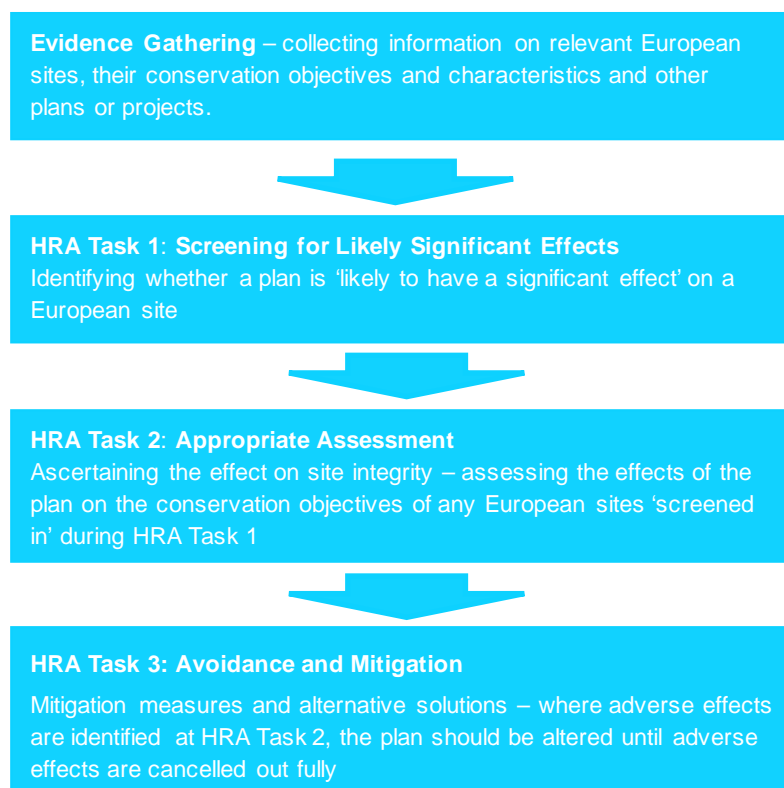 Evidence Gathering – collecting information on relevant European
sites, their conservation objectives and characteristics and other
plans or projects.
HRA Task 1: Screening for Likely Significant Effects
Identifying whether a plan is ‘likely to have a significant effect’ on a
European site
HRA Task 2: Appropriate Assessment
Ascertaining the effect on site integrity – assessing the effects of the
plan on the conservation objectives of any European sites ‘screened
in’ during HRA Task 1
HRA Task 3: Avoidance and Mitigation
Mitigation measures and alternative solutions – where adverse effects
are identified at HRA Task 2, the plan should be altered until adverse
effects are cancelled out fully